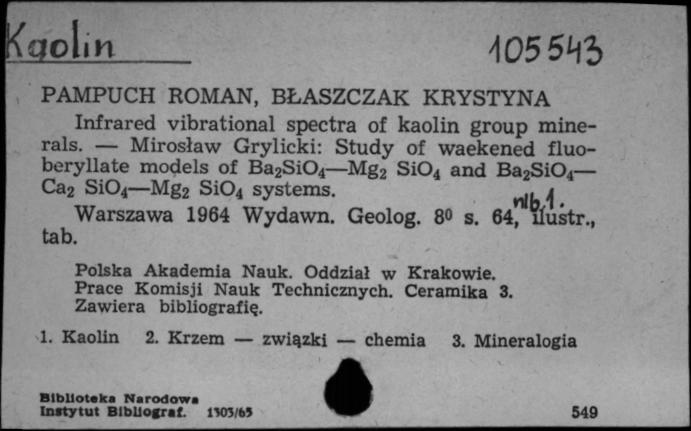 Kaolin
105543
PAMPUCH ROMAN, BŁASZCZAK KRYSTYNA
Infrared vibrational spectra of kaolin group mine-
rals. — Mirosław Grylicki: Study of waekened fluo-
beryllate models of Ba₂SiO₄—Mg₂ SiO₄ and Ba₂SiO₄—
Ca₂ SiO₄—Mg₂ SiO₄ systems.
nlb.1.
Warszawa 1964 Wydawn. Geolog. 8⁰ s. 64, ilustr.,
tab.
Polska Akademia Nauk. Oddział w Krakowie.
Prace Komisji Nauk Technicznych. Ceramika 3.
Zawiera bibliografię.
1. Kaolin 2. Krzem — związki — chemia 3. Mineralogia
Biblioteka Narodowa
Instytut Bibliograf. 1303/65
549